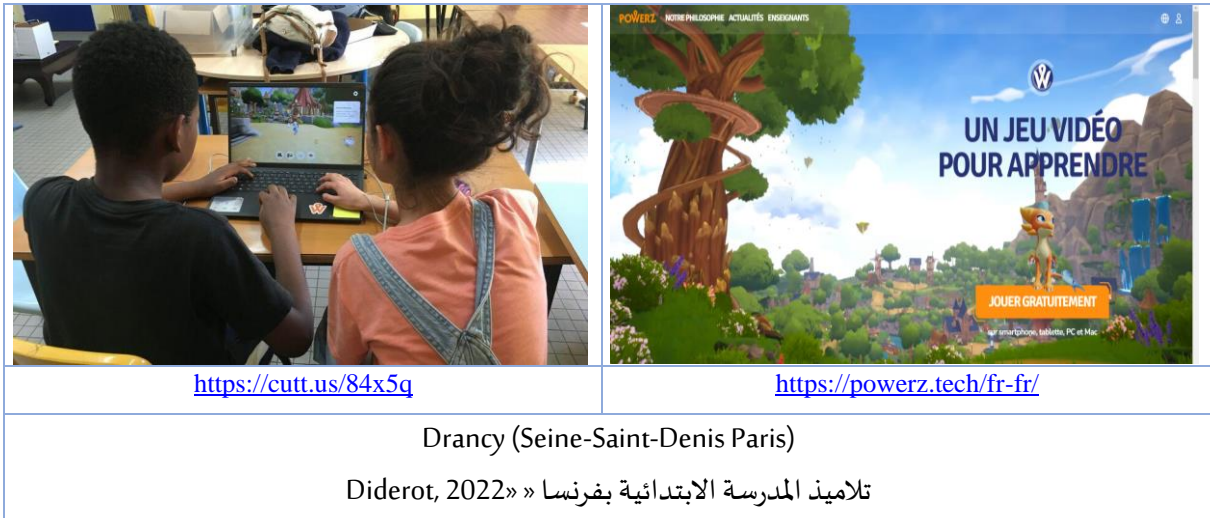 POWERZ NOTRE PHILOSOPHIE ACTUALITÉS ENSEIGNANTS
UN JEU VIDÉO
POUR APPRENDRE
JOUER GRATUITEMENT
sur smartphone, tablette, PC et Mac
https://cutt.us/84x5q
https://powerz.tech/fr-fr/
Drancy (Seine-Saint-Denis Paris)
تلاميذ المدرسة الابتدائية بفرنسا « »Diderot, 2022